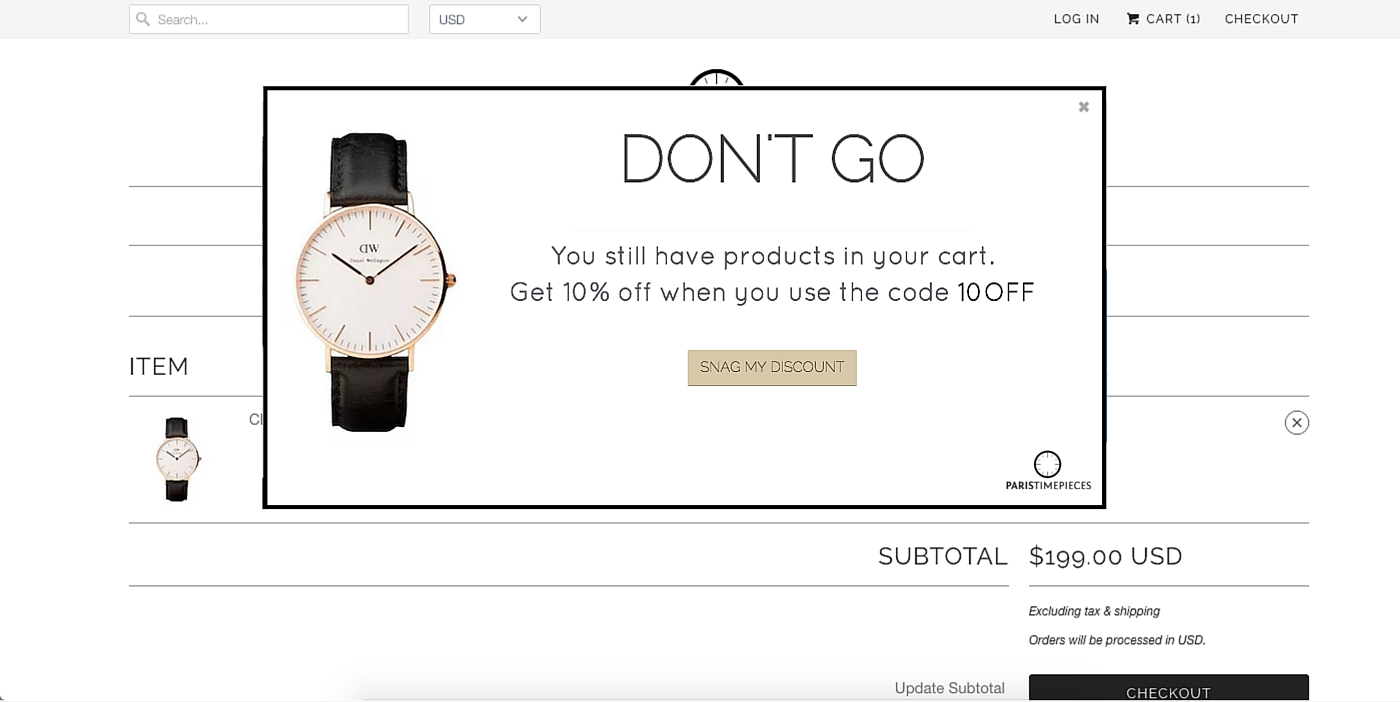 Search...
USD
LOG IN
CART (1)
CHECKOUT
DON'T GO
DW
Daniel Wellington
You still have products in your cart.
Get 10% off when you use the code 10OFF
SNAG MY DISCOUNT
PARISTIMEPIECES
ITEM
Cl
SUBTOTAL
$199.00 USD
Excluding tax & shipping
Orders will be processed in USD.
Update Subtotal
CHECKOUT